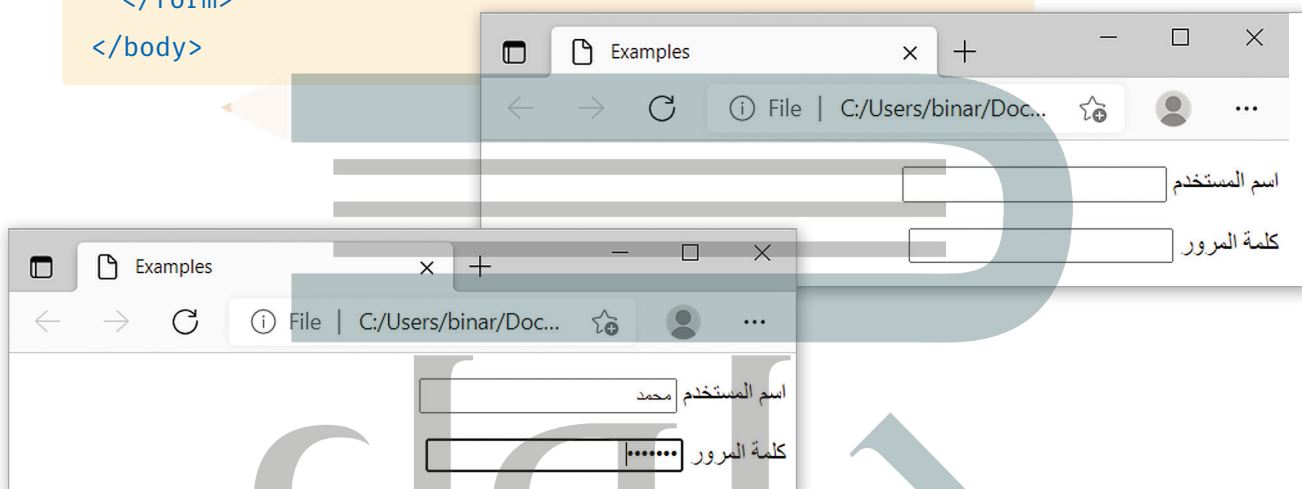 </form>
</body>
Examples
File | C:/Users/binar/Doc...
اسم المستخدم
كلمة المرور
Examples
File | C:/Users/binar/Doc...
اسم المستخدم محمد
كلمة المرور •••••••